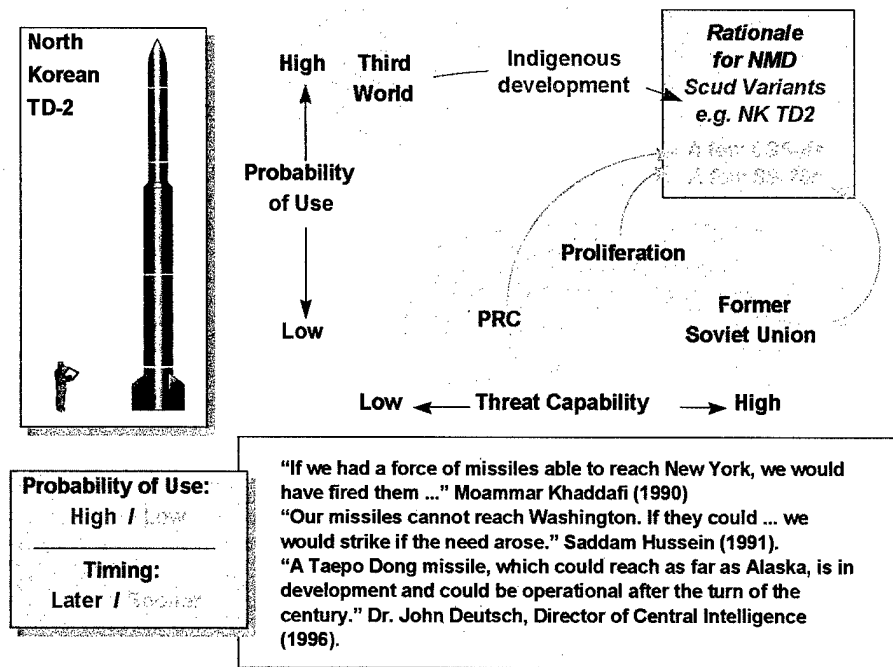 North
Korean
TD-2
High
Third
World
Indigenous
development
Rationale
for NMD
Scud Variants
e.g. NK TD2
A few
A few
Probability
of Use
Proliferation
Low
PRC
Former
Soviet Union
Low
Threat Capability
High
Probability of Use:
High / Low
Timing:
Later / Sooner
“If we had a force of missiles able to reach New York, we would
have fired them ...” Moammar Khaddafi (1990)
“Our missiles cannot reach Washington. If they could ... we
would strike if the need arose.” Saddam Hussein (1991).
“A Taepo Dong missile, which could reach as far as Alaska, is in
development and could be operational after the turn of the
century.” Dr. John Deutsch, Director of Central Intelligence
(1996).